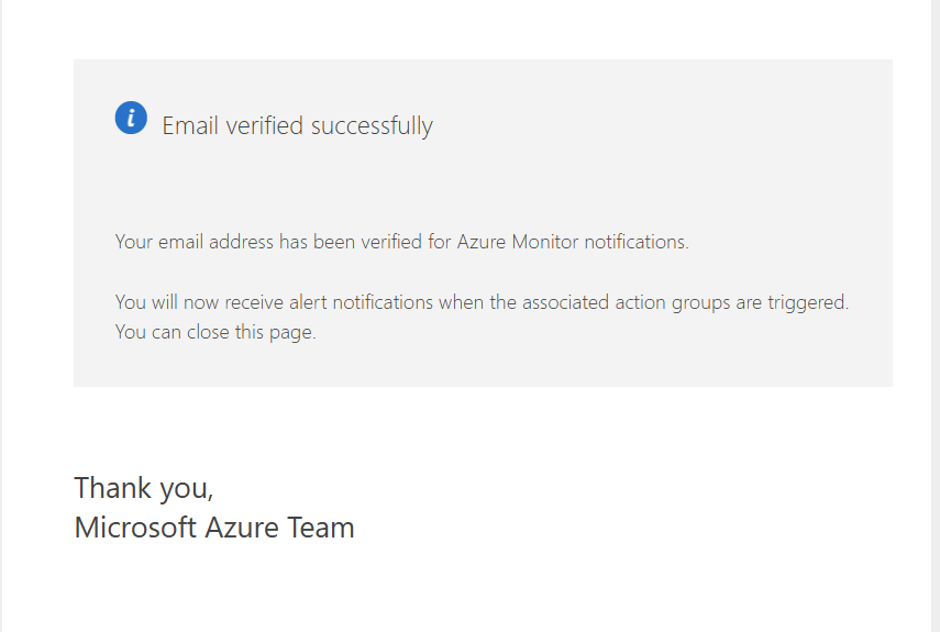 Email verified successfully
Your email address has been verified for Azure Monitor notifications.
You will now receive alert notifications when the associated action groups are triggered.
You can close this page.
Thank you,
Microsoft Azure Team